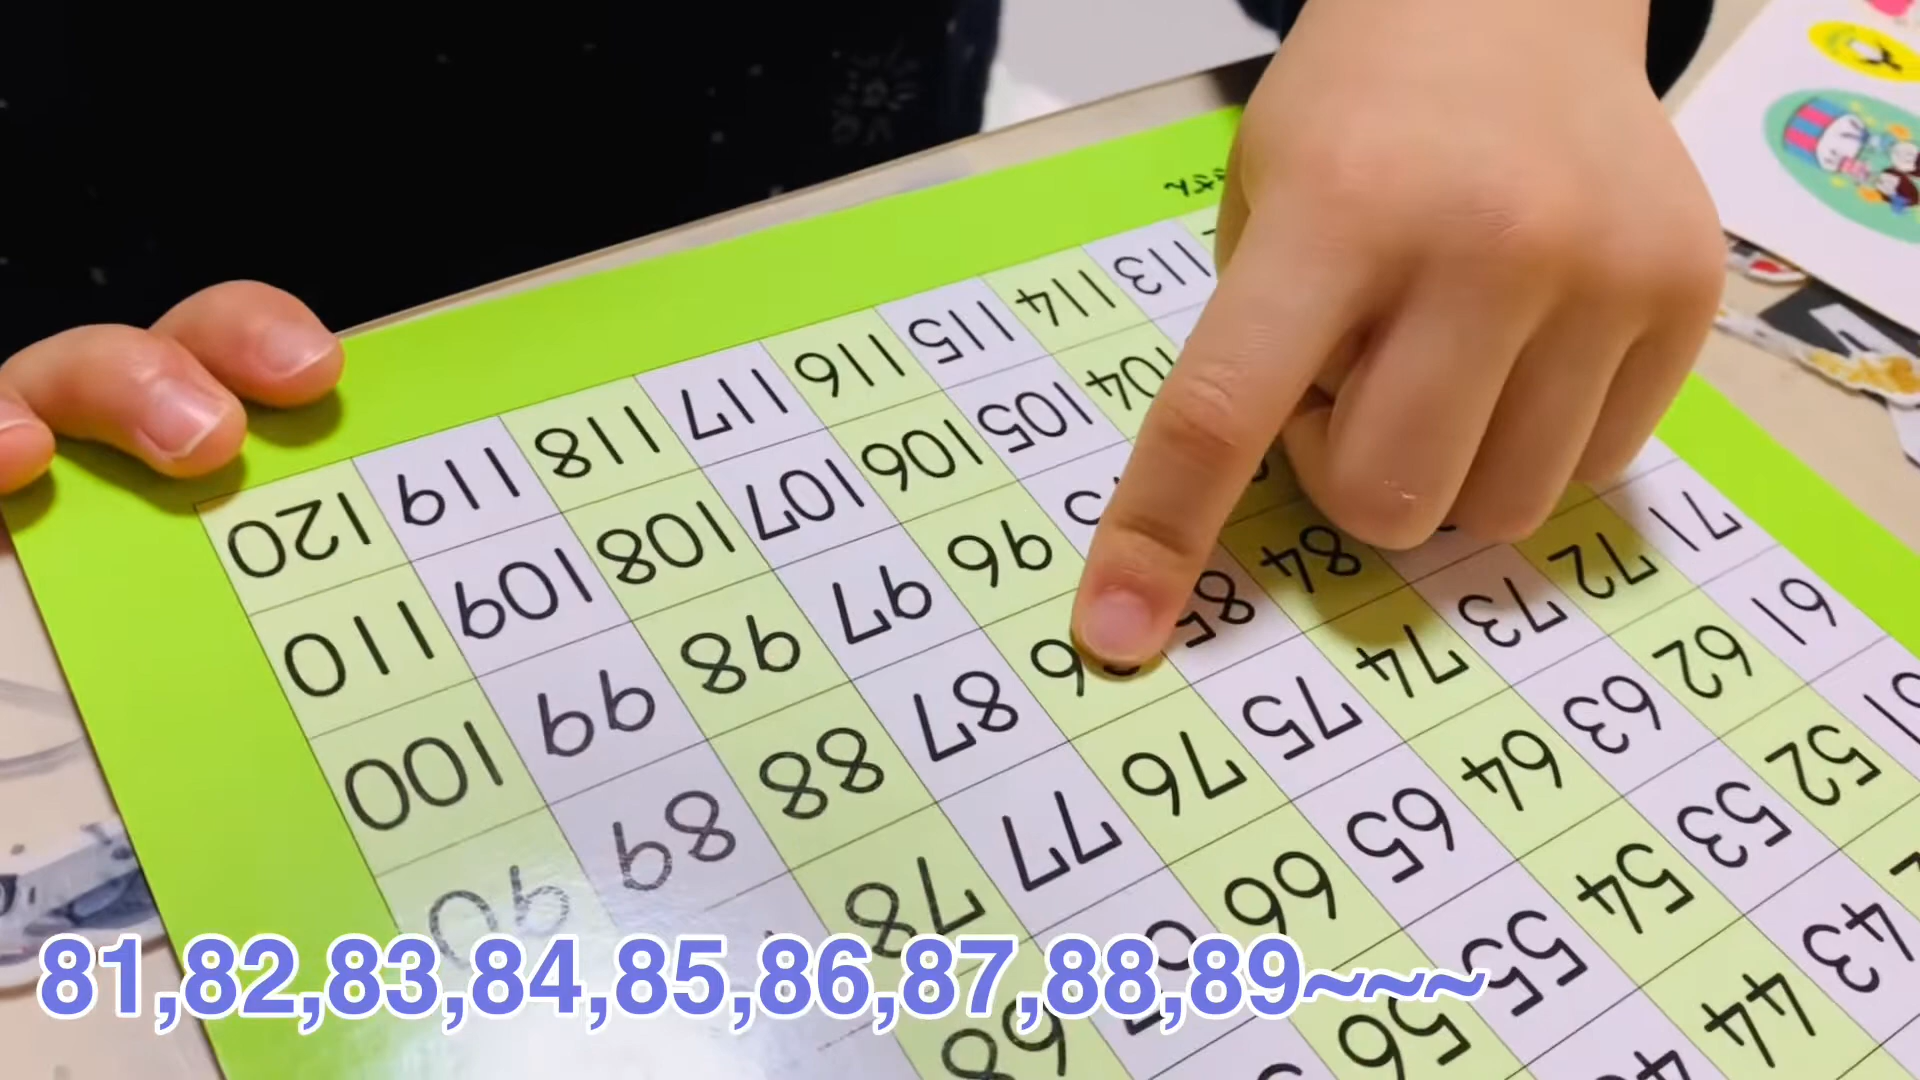 43 44
52 53 54 55 56
61 62 63 64 65 66 68
71 72 73 74 75 76 77 78
84 85 87 88 89 90
96 97 98 99 100
104 105 106 107 108 109 110
113 114 115 116 117 118 119 120
81,82,83,84,85,86,87,88,89~~~